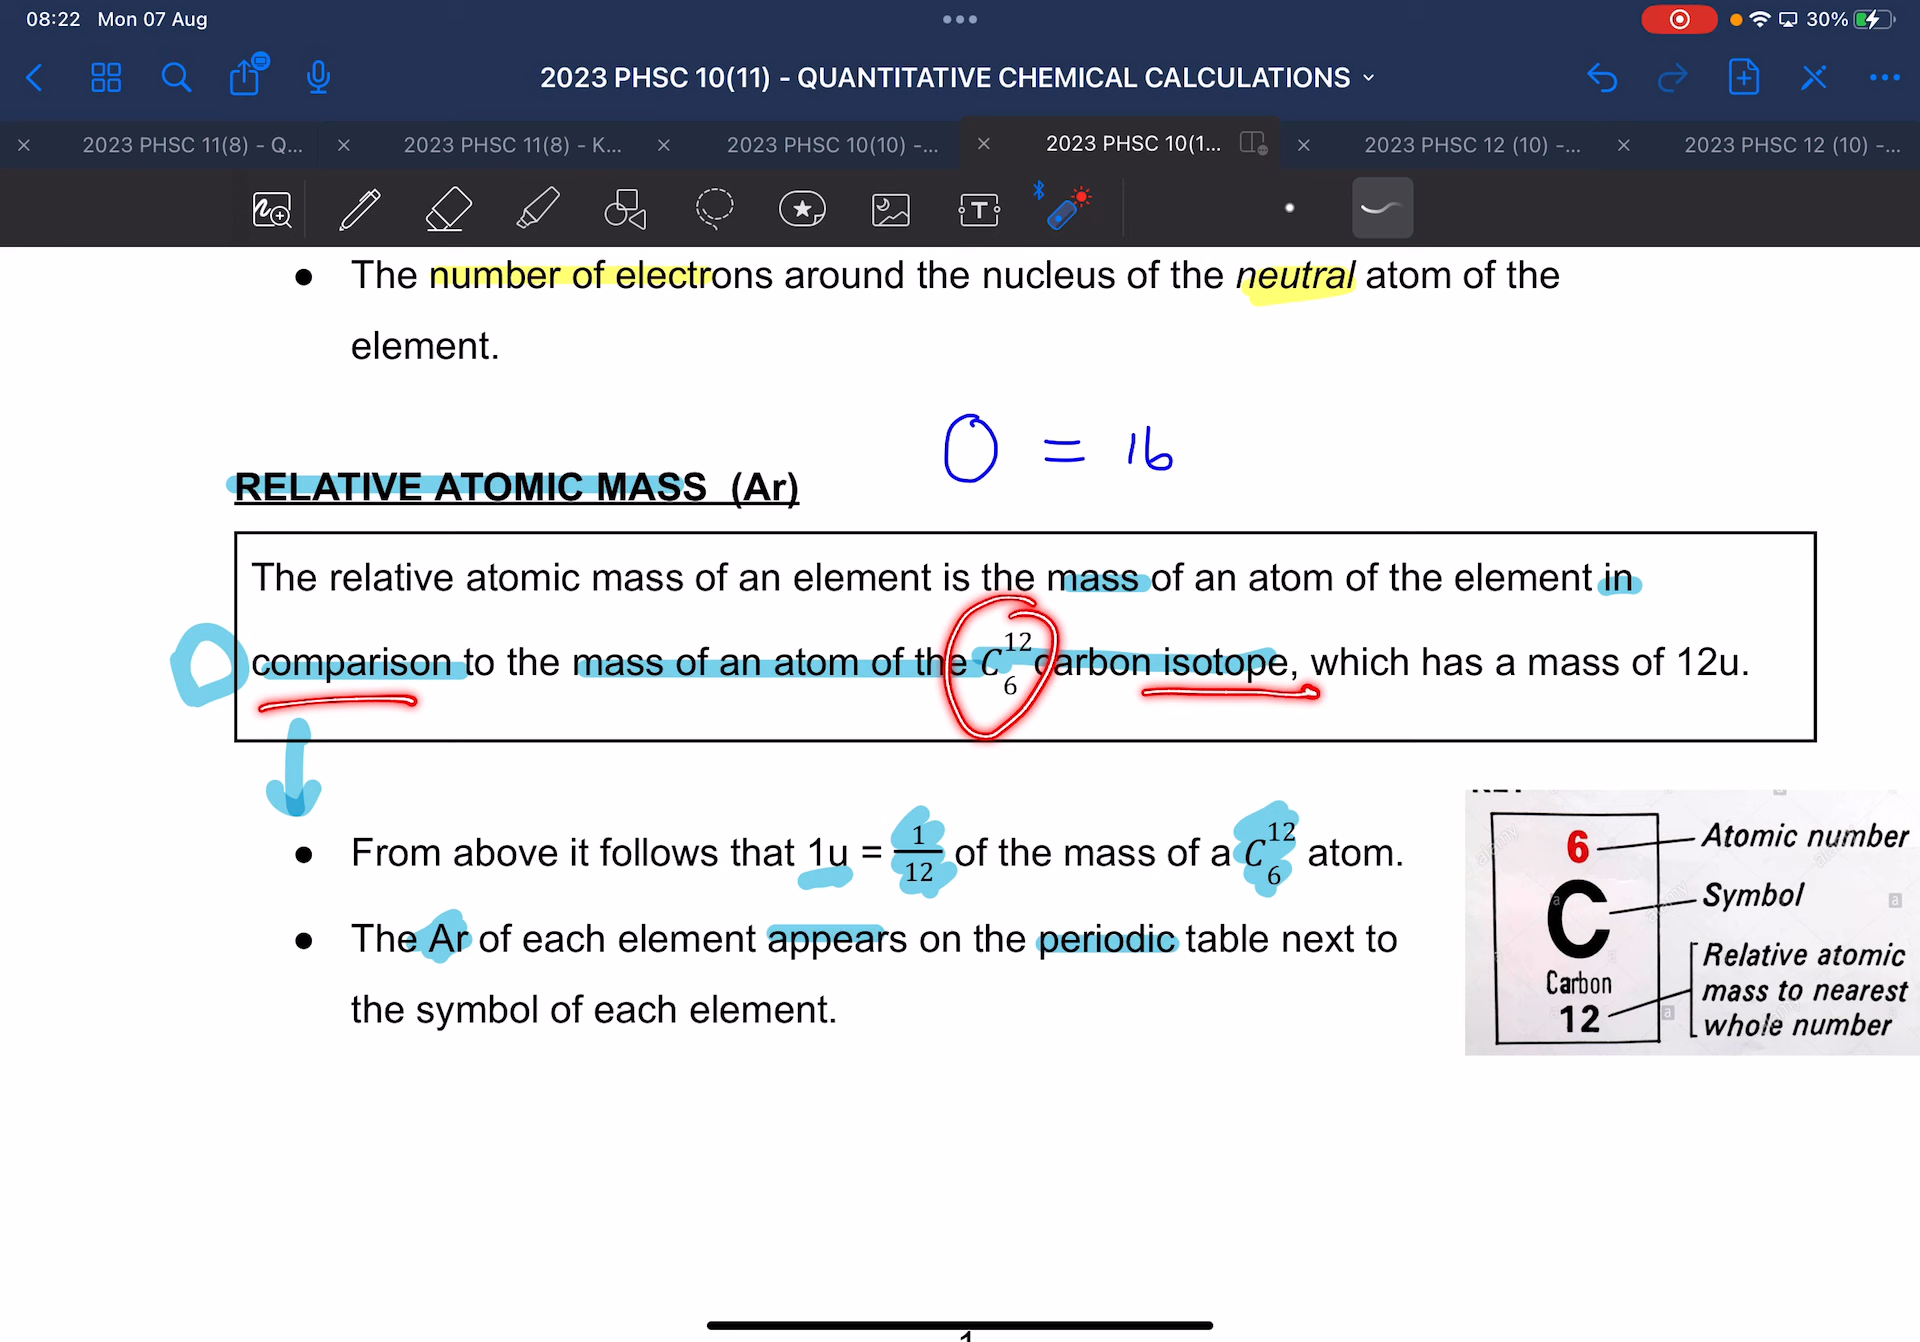 08:22 Mon 07 Aug
30%
2023 PHSC 10(11) - QUANTITATIVE CHEMICAL CALCULATIONS
2023 PHSC 11(8) - Q... 2023 PHSC 11(8) - K... 2023 PHSC 10(10) -... 2023 PHSC 10(1... 2023 PHSC 12 (10) -... 2023 PHSC 12 (10) -...
• The number of electrons around the nucleus of the neutral atom of the
element.
O = 16
RELATIVE ATOMIC MASS (Ar)
The relative atomic mass of an element is the mass of an atom of the element in
comparison to the mass of an atom of the C 12 6 carbon isotope, which has a mass of 12u.
• From above it follows that 1u = 1/12 of the mass of a C 12 6 atom.
• The Ar of each element appears on the periodic table next to
the symbol of each element.
6 Atomic number
C Symbol
Carbon
12
Relative atomic
mass to nearest
whole number